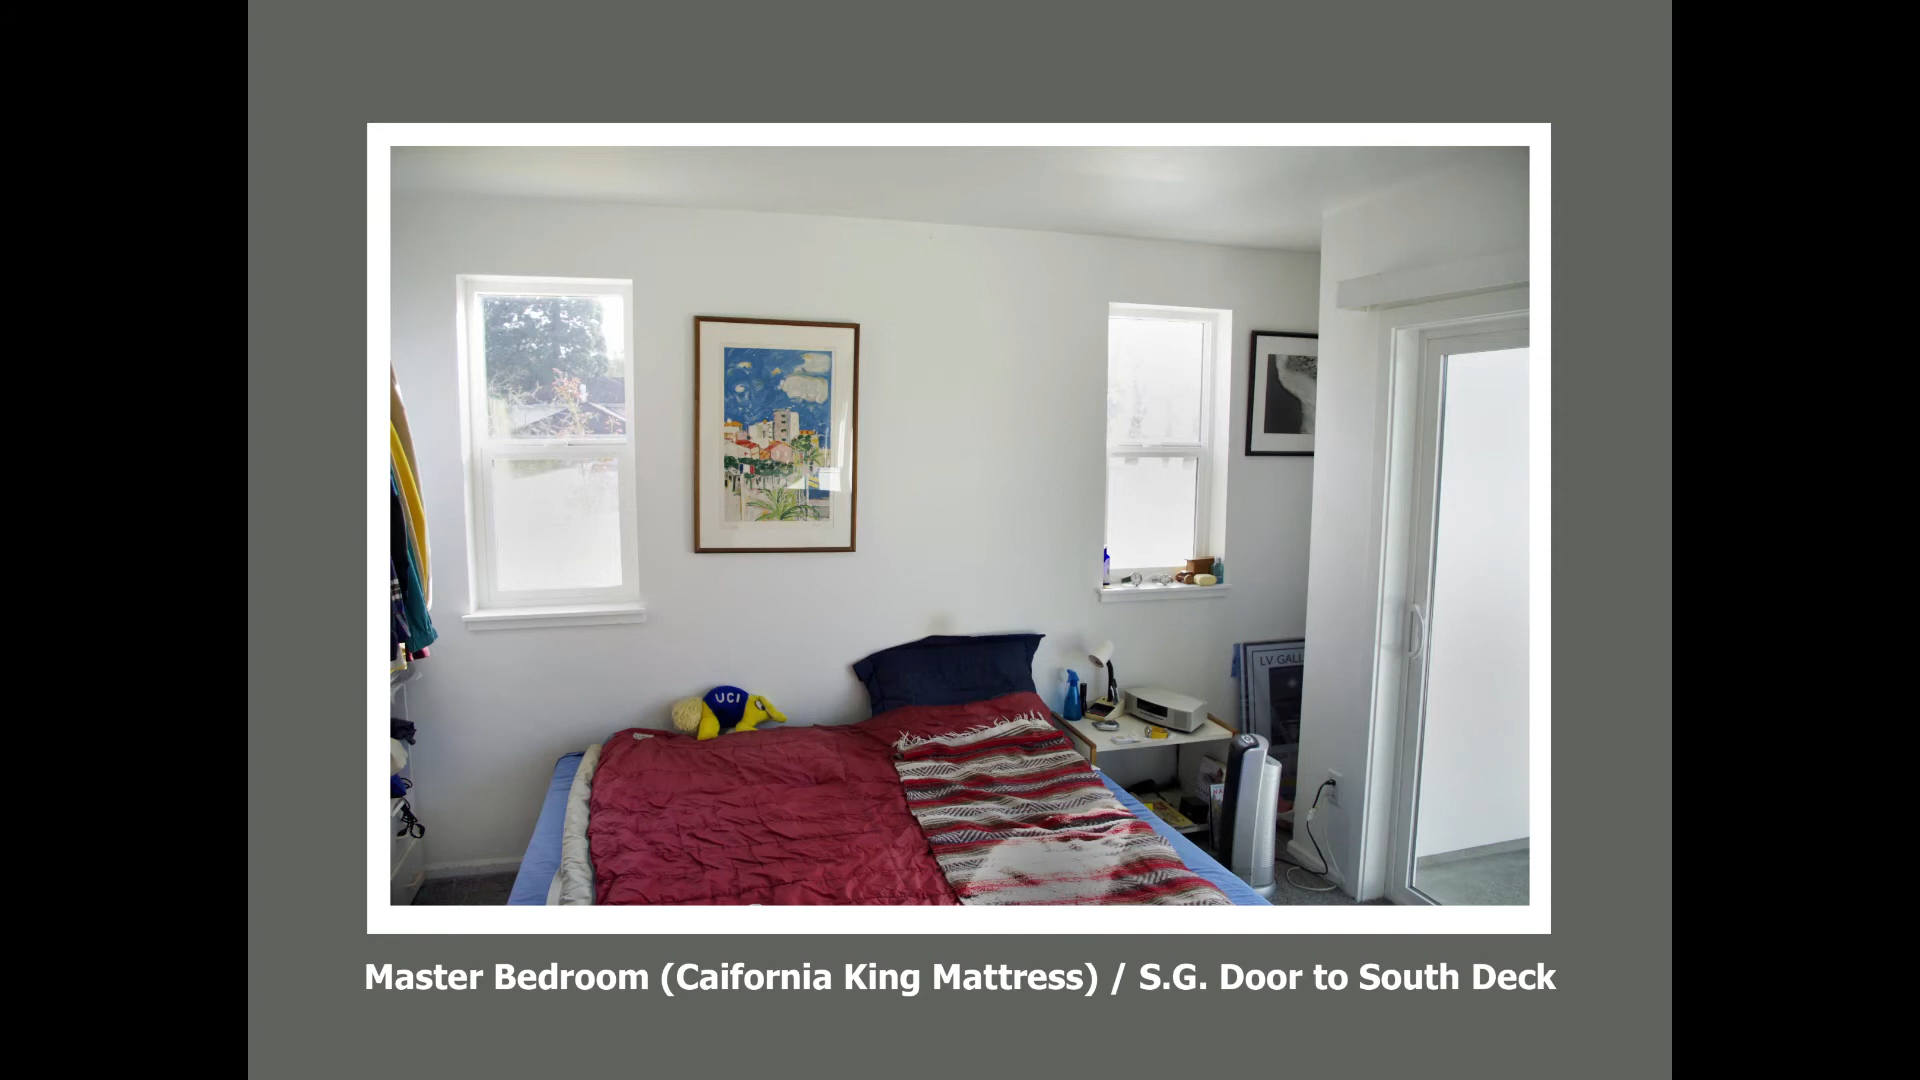 UCI
LV GALL
Master Bedroom (Caifornia King Mattress) / S.G. Door to South Deck